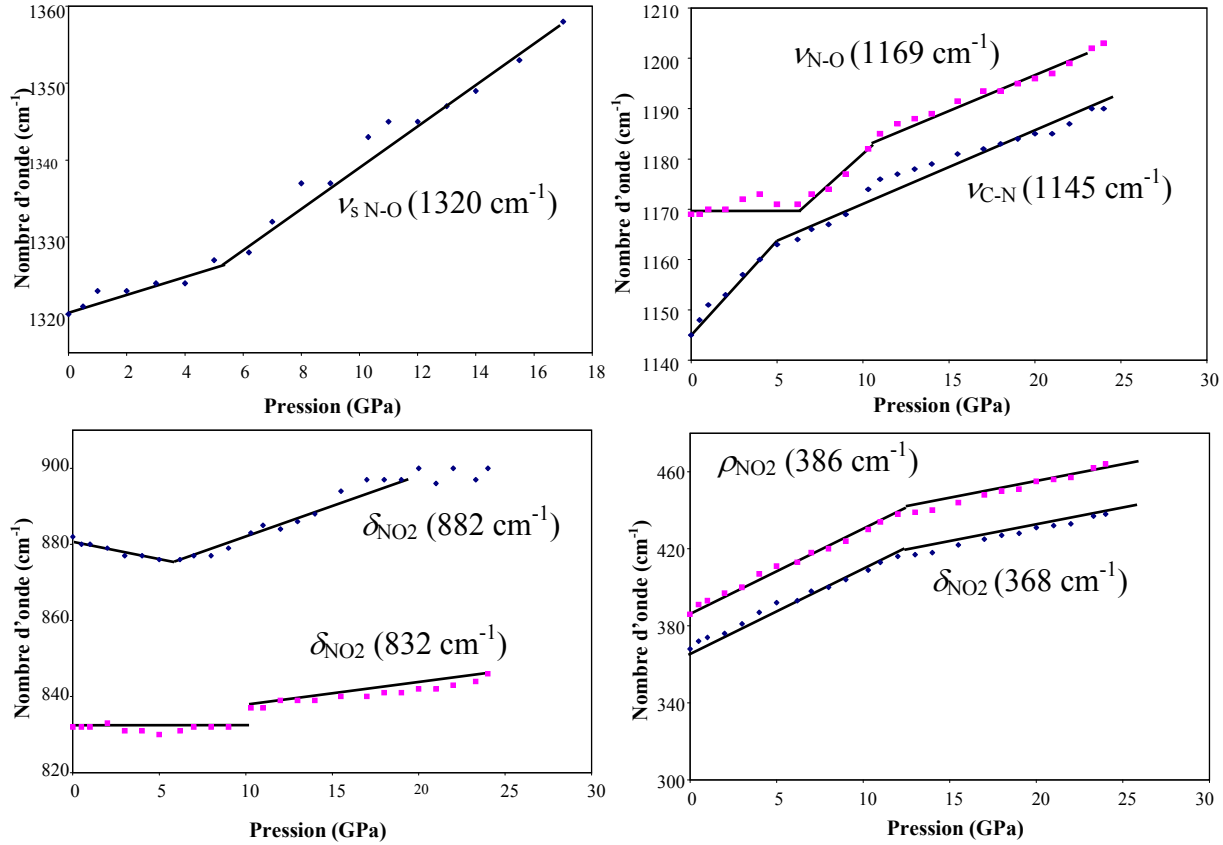 1360
1350
1340
1330
1320
Nombre d'onde (cm-1)
νs N-O (1320 cm-1)
0 2 4 6 8 10 12 14 16 18
Pression (GPa)
1210
1200
1190
1180
1170
1160
1150
1140
Nombre d'onde (cm-1)
νN-O (1169 cm-1)
νC-N (1145 cm-1)
0 5 10 15 20 25 30
Pression (GPa)
900
880
860
840
820
Nombre d'onde (cm-1)
δNO2 (882 cm-1)
δNO2 (832 cm-1)
0 5 10 15 20 25 30
Pression (GPa)
460
420
380
340
300
Nombre d'onde (cm-1)
ρNO2 (386 cm-1)
δNO2 (368 cm-1)
0 5 10 15 20 25 30
Pression (GPa)